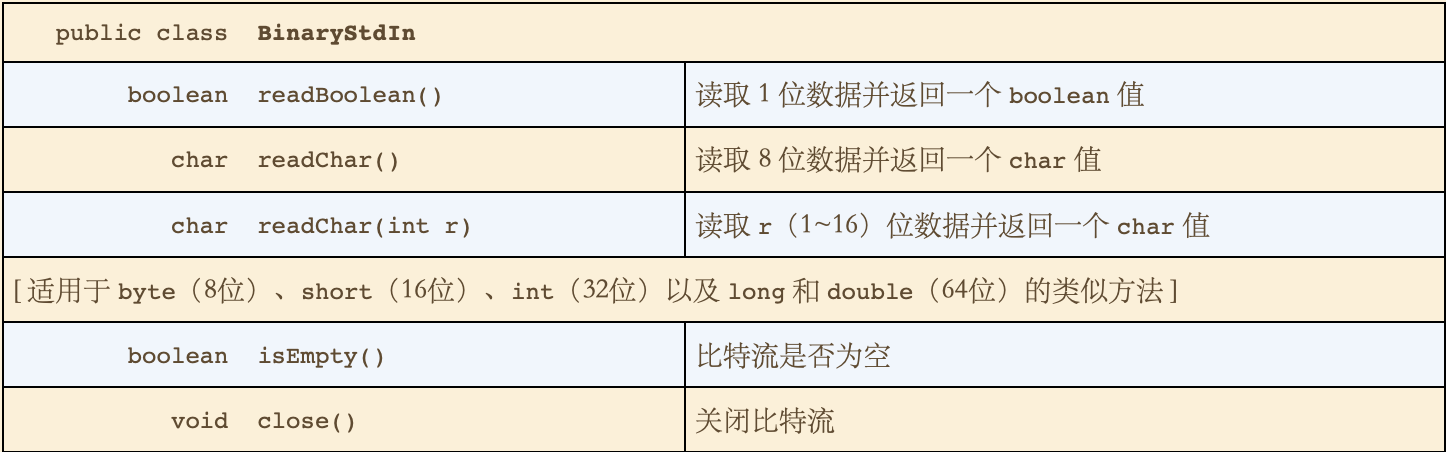 public class BinaryStdIn
boolean readBoolean() 读取 1 位数据并返回一个 boolean 值
char readChar() 读取 8 位数据并返回一个 char 值
char readChar(int r) 读取 r（1~16）位数据并返回一个 char 值
[ 适用于 byte（8位）、short（16位）、int（32位）以及 long 和 double（64位）的类似方法 ]
boolean isEmpty() 比特流是否为空
void close() 关闭比特流